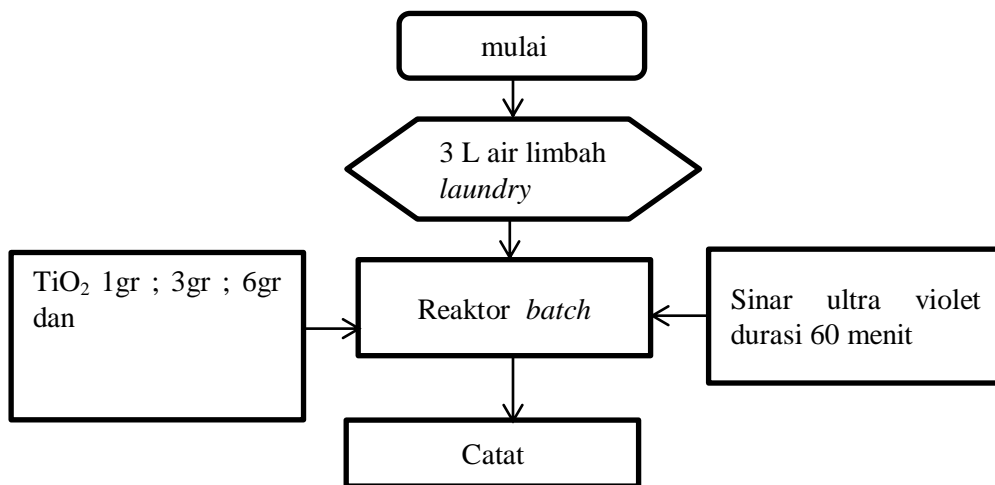 mulai
3 L air limbah
laundry
TiO₂ 1gr ; 3gr ; 6gr
dan
Reaktor batch
Sinar ultra violet
durasi 60 menit
Catat